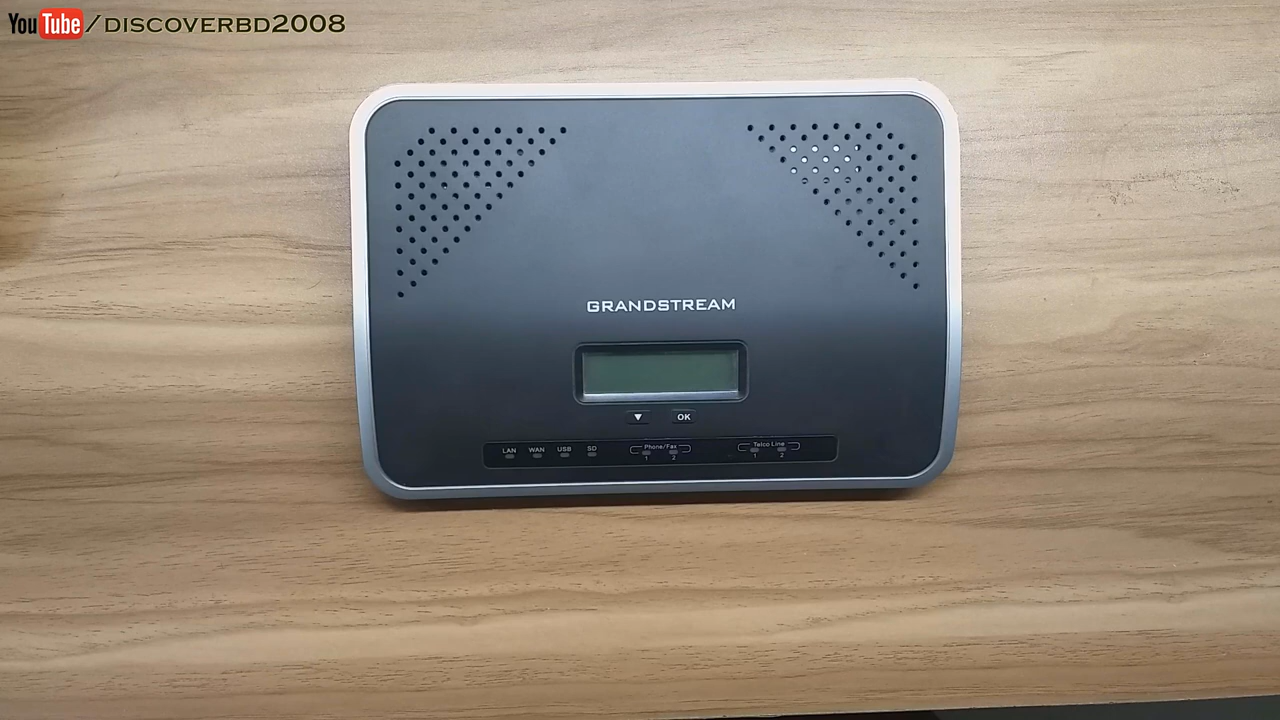 YouTube/DISCOVERBD2008
GRANDSTREAM
▼ OK
LAN WAN USB SD Phone/Fax Telco Line
1 2 1 2